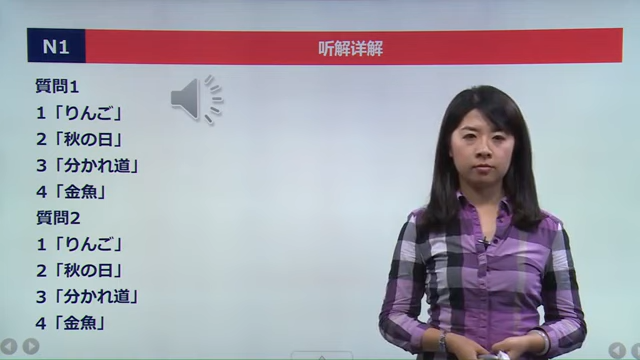 N1
听解详解
質問1
1「りんご」
2「秋の日」
3「分かれ道」
4「金魚」
質問2
1「りんご」
2「秋の日」
3「分かれ道」
4「金魚」